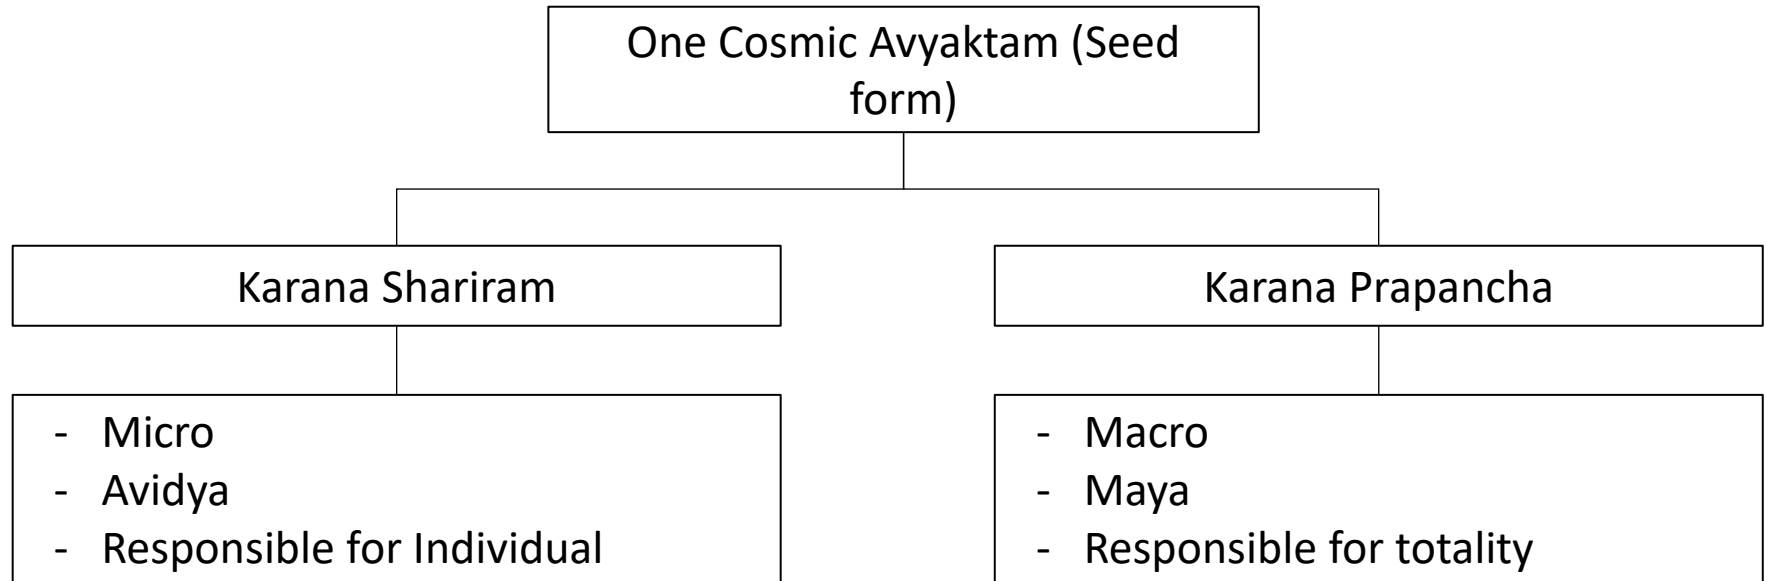 One Cosmic Avyaktam (Seed
form)
Karana Shariram
Karana Prapancha
- Micro
- Avidya
- Responsible for Individual
- Macro
- Maya
- Responsible for totality